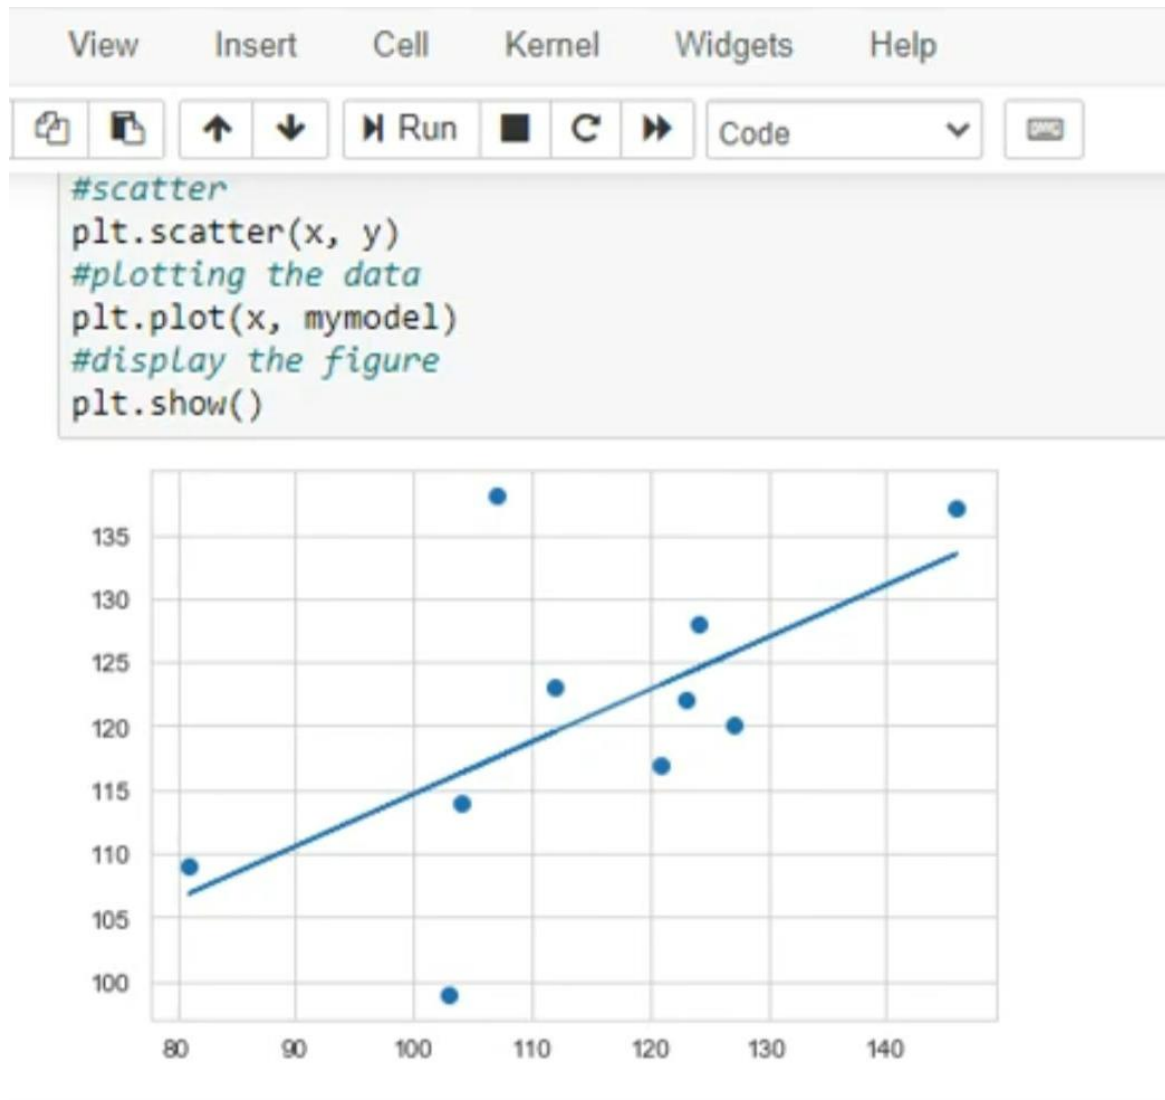 View Insert Cell Kernel Widgets Help
Run Code
#scatter
plt.scatter(x, y)
#plotting the data
plt.plot(x, mymodel)
#display the figure
plt.show()
135
130
125
120
115
110
105
100
80 90 100 110 120 130 140